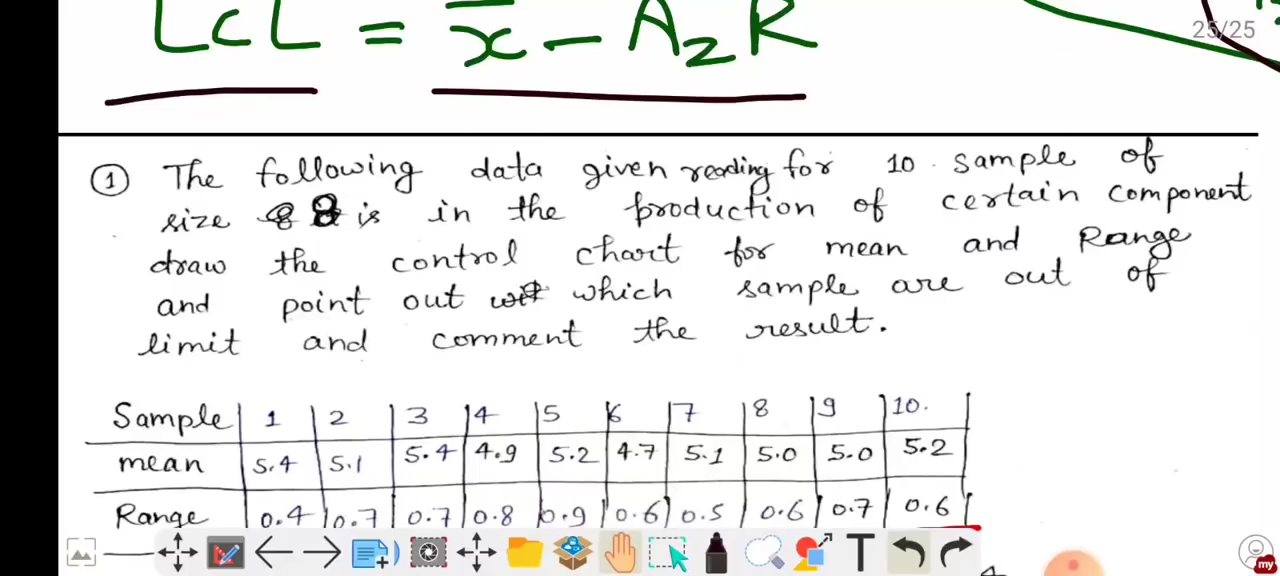 LCL = x̄ - A₂R
25/25
① The following data given reading for 10 sample of
size 8 is in the production of certain component
draw the control chart for mean and Range
and point out which sample are out of
limit and comment the result.
Sample | 1 | 2 | 3 | 4 | 5 | 6 | 7 | 8 | 9 | 10.
mean | 5.4 | 5.1 | 5.4 | 4.9 | 5.2 | 4.7 | 5.1 | 5.0 | 5.0 | 5.2
Range | 0.4 | 0.7 | 0.7 | 0.8 | 0.9 | 0.6 | 0.5 | 0.6 | 0.7 | 0.6
T
my